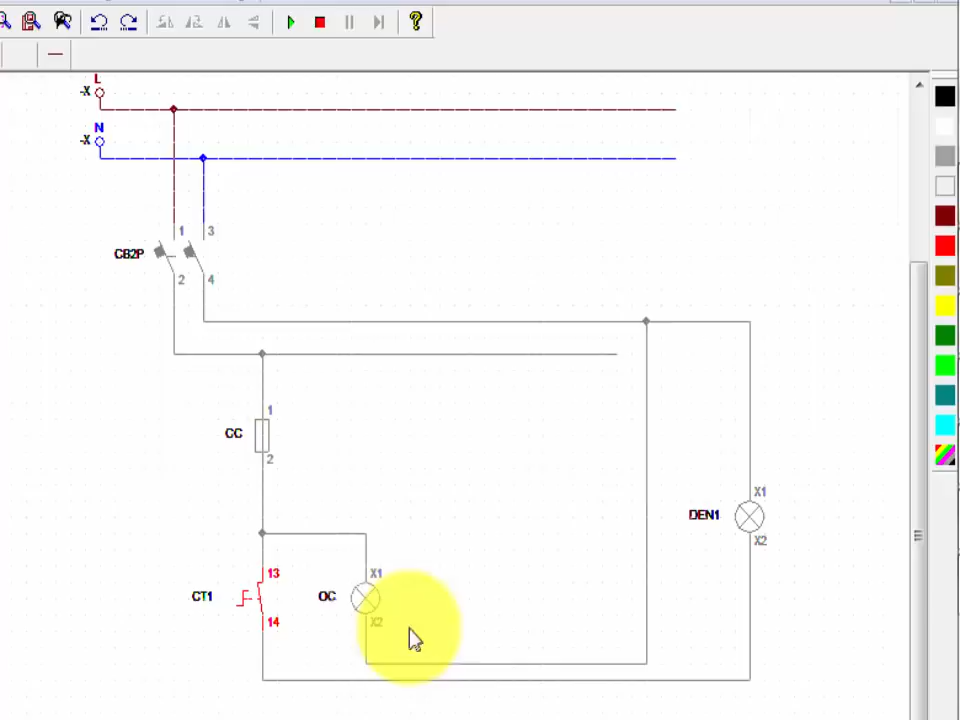 L
-X
N
-X
1 3
CB2P
2 4
1
CC
2
X1
DEN1
X2
13 X1
CT1 OC
14 X2